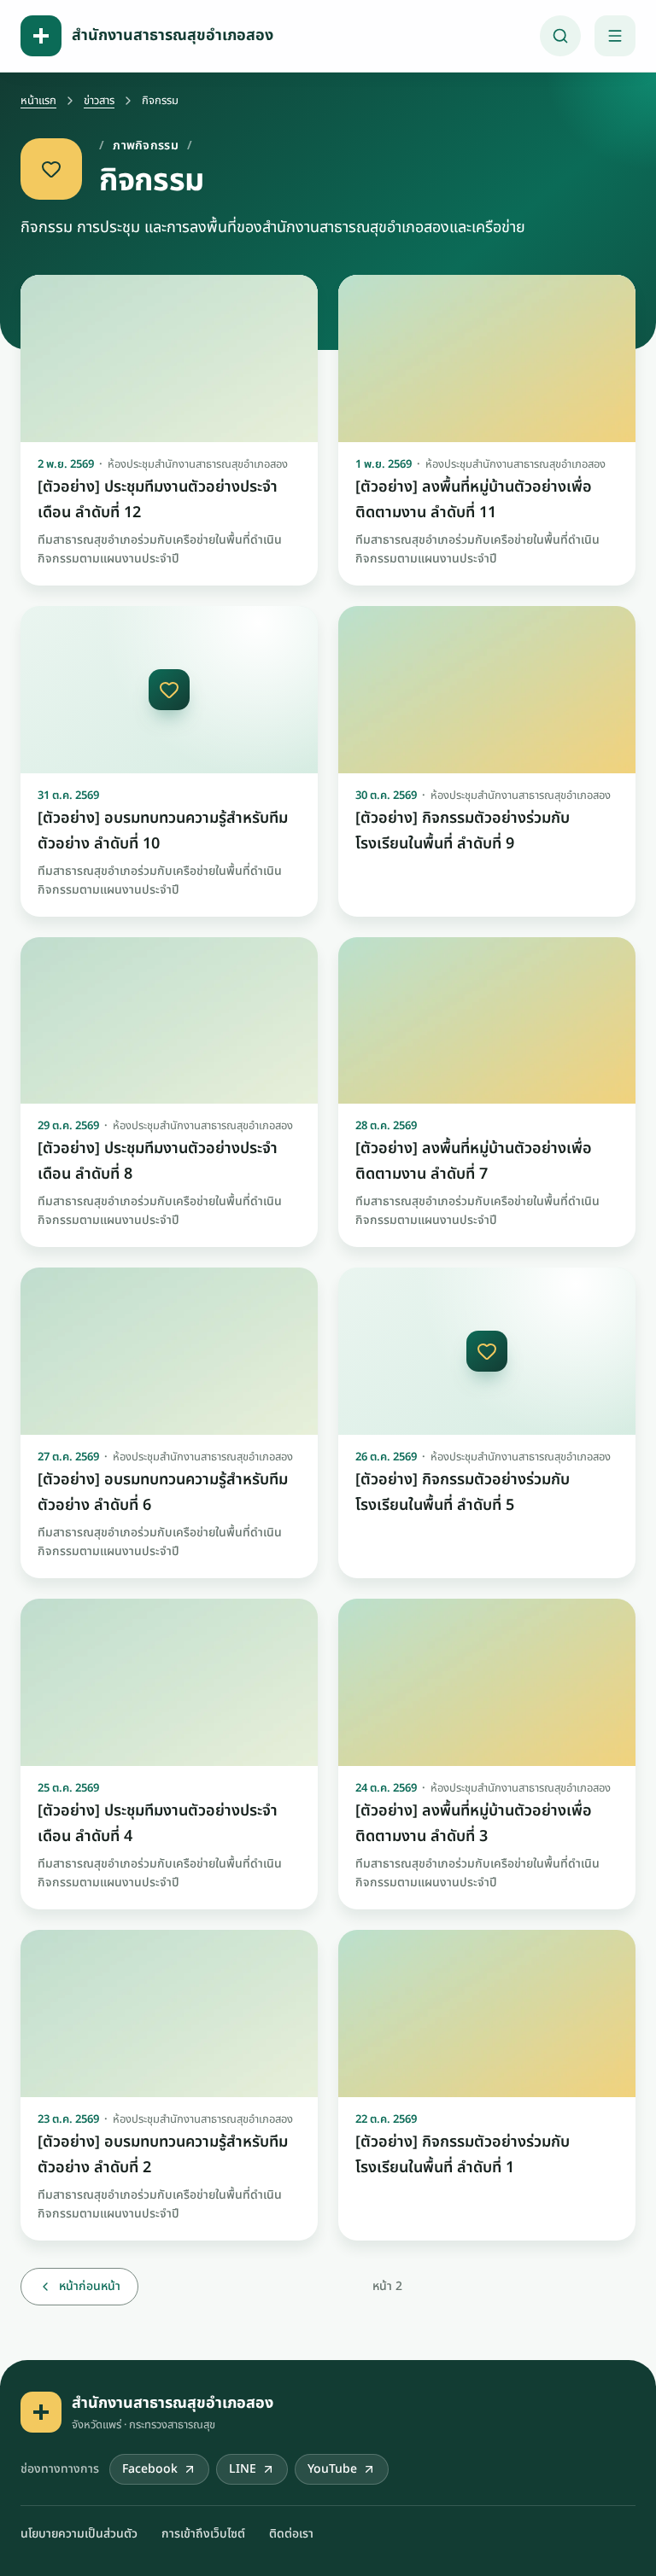 สำนักงานสาธารณสุขอำเภอสอง
หน้าแรก
ข่าวสาร
กิจกรรม
/ ภาพกิจกรรม /
กิจกรรม
กิจกรรม การประชุม และการลงพื้นที่ของสำนักงานสาธารณสุขอำเภอสองและเครือข่าย
2 พ.ย. 2569 · ห้องประชุมสำนักงานสาธารณสุขอำเภอสอง
[ตัวอย่าง] ประชุมทีมงานตัวอย่างประจำ
เดือน ลำดับที่ 12
ทีมสาธารณสุขอำเภอร่วมกับเครือข่ายในพื้นที่ดำเนิน
กิจกรรมตามแผนงานประจำปี
1 พ.ย. 2569 · ห้องประชุมสำนักงานสาธารณสุขอำเภอสอง
[ตัวอย่าง] ลงพื้นที่หมู่บ้านตัวอย่างเพื่อ
ติดตามงาน ลำดับที่ 11
ทีมสาธารณสุขอำเภอร่วมกับเครือข่ายในพื้นที่ดำเนิน
กิจกรรมตามแผนงานประจำปี
31 ต.ค. 2569
[ตัวอย่าง] อบรมทบทวนความรู้สำหรับทีม
ตัวอย่าง ลำดับที่ 10
ทีมสาธารณสุขอำเภอร่วมกับเครือข่ายในพื้นที่ดำเนิน
กิจกรรมตามแผนงานประจำปี
30 ต.ค. 2569 · ห้องประชุมสำนักงานสาธารณสุขอำเภอสอง
[ตัวอย่าง] กิจกรรมตัวอย่างร่วมกับ
โรงเรียนในพื้นที่ ลำดับที่ 9
29 ต.ค. 2569 · ห้องประชุมสำนักงานสาธารณสุขอำเภอสอง
[ตัวอย่าง] ประชุมทีมงานตัวอย่างประจำ
เดือน ลำดับที่ 8
ทีมสาธารณสุขอำเภอร่วมกับเครือข่ายในพื้นที่ดำเนิน
กิจกรรมตามแผนงานประจำปี
28 ต.ค. 2569
[ตัวอย่าง] ลงพื้นที่หมู่บ้านตัวอย่างเพื่อ
ติดตามงาน ลำดับที่ 7
ทีมสาธารณสุขอำเภอร่วมกับเครือข่ายในพื้นที่ดำเนิน
กิจกรรมตามแผนงานประจำปี
27 ต.ค. 2569 · ห้องประชุมสำนักงานสาธารณสุขอำเภอสอง
[ตัวอย่าง] อบรมทบทวนความรู้สำหรับทีม
ตัวอย่าง ลำดับที่ 6
ทีมสาธารณสุขอำเภอร่วมกับเครือข่ายในพื้นที่ดำเนิน
กิจกรรมตามแผนงานประจำปี
26 ต.ค. 2569 · ห้องประชุมสำนักงานสาธารณสุขอำเภอสอง
[ตัวอย่าง] กิจกรรมตัวอย่างร่วมกับ
โรงเรียนในพื้นที่ ลำดับที่ 5
25 ต.ค. 2569
[ตัวอย่าง] ประชุมทีมงานตัวอย่างประจำ
เดือน ลำดับที่ 4
ทีมสาธารณสุขอำเภอร่วมกับเครือข่ายในพื้นที่ดำเนิน
กิจกรรมตามแผนงานประจำปี
24 ต.ค. 2569 · ห้องประชุมสำนักงานสาธารณสุขอำเภอสอง
[ตัวอย่าง] ลงพื้นที่หมู่บ้านตัวอย่างเพื่อ
ติดตามงาน ลำดับที่ 3
ทีมสาธารณสุขอำเภอร่วมกับเครือข่ายในพื้นที่ดำเนิน
กิจกรรมตามแผนงานประจำปี
23 ต.ค. 2569 · ห้องประชุมสำนักงานสาธารณสุขอำเภอสอง
[ตัวอย่าง] อบรมทบทวนความรู้สำหรับทีม
ตัวอย่าง ลำดับที่ 2
ทีมสาธารณสุขอำเภอร่วมกับเครือข่ายในพื้นที่ดำเนิน
กิจกรรมตามแผนงานประจำปี
22 ต.ค. 2569
[ตัวอย่าง] กิจกรรมตัวอย่างร่วมกับ
โรงเรียนในพื้นที่ ลำดับที่ 1
หน้าก่อนหน้า
หน้า 2
สำนักงานสาธารณสุขอำเภอสอง
จังหวัดแพร่ · กระทรวงสาธารณสุข
ช่องทางทางการ
Facebook
LINE
YouTube
นโยบายความเป็นส่วนตัว
การเข้าถึงเว็บไซต์
ติดต่อเรา